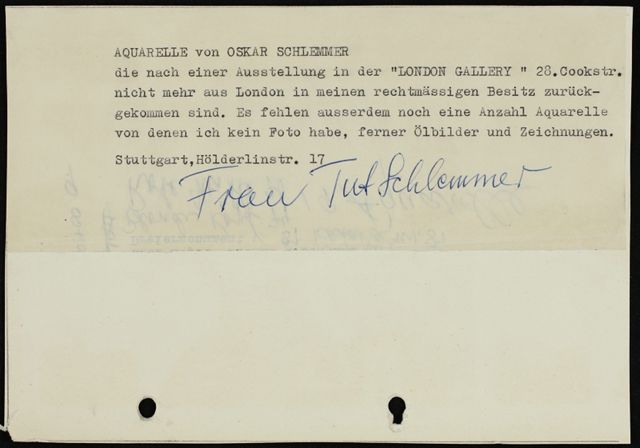 AQUARELLE von OSKAR SCHLEMMER
die nach einer Ausstellung in der "LONDON GALLERY " 28.Cookstr.
nicht mehr aus London in meinen rechtmässigen Besitz zurück-
gekommen sind. Es fehlen ausserdem noch eine Anzahl Aquarelle
von denen ich kein Foto habe, ferner Ölbilder und Zeichnungen.
Stuttgart,Hölderlinstr. 17
Frau Tut Schlemmer